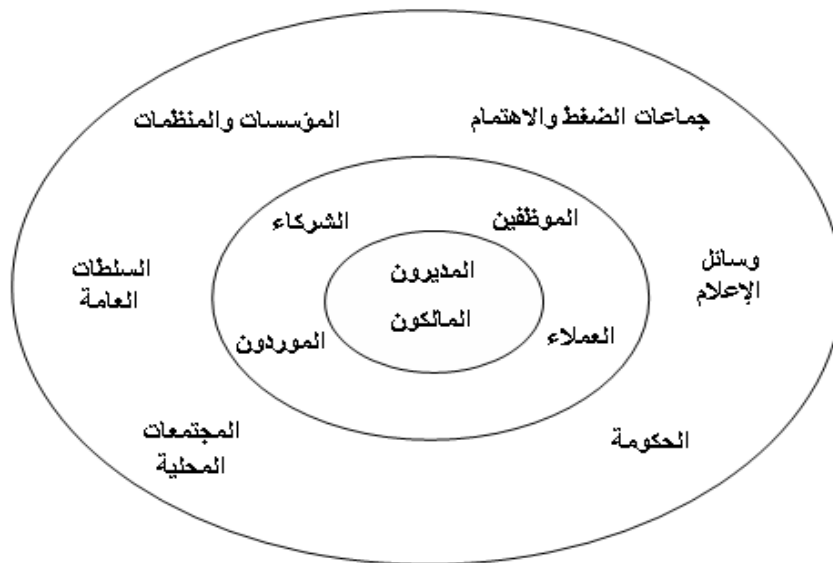 جماعات الضغط والاهتمام
المؤسسات والمنظمات
الموظفين
الشركاء
وسائل
الإعلام
المديرون
المالكون
السلطات
العامة
العملاء
الموردون
الحكومة
المجتمعات
المحلية